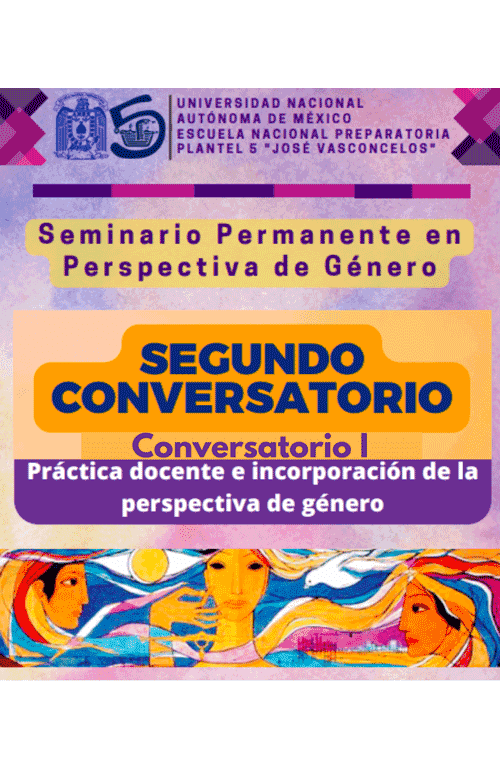 UNIVERSIDAD NACIONAL
AUTÓNOMA DE MÉXICO
ESCUELA NACIONAL PREPARATORIA
PLANTEL 5 "JOSÉ VASCONCELOS"
5
Seminario Permanente en
Perspectiva de Género
SEGUNDO
CONVERSATORIO
Conversatorio I
Práctica docente e incorporación de la
perspectiva de género